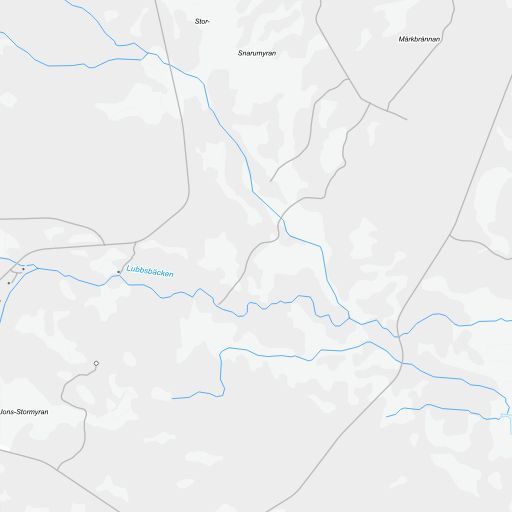 Stor-
Snarumyran
Märkbrännan
Lubbsbäcken
Jons-Stormyran